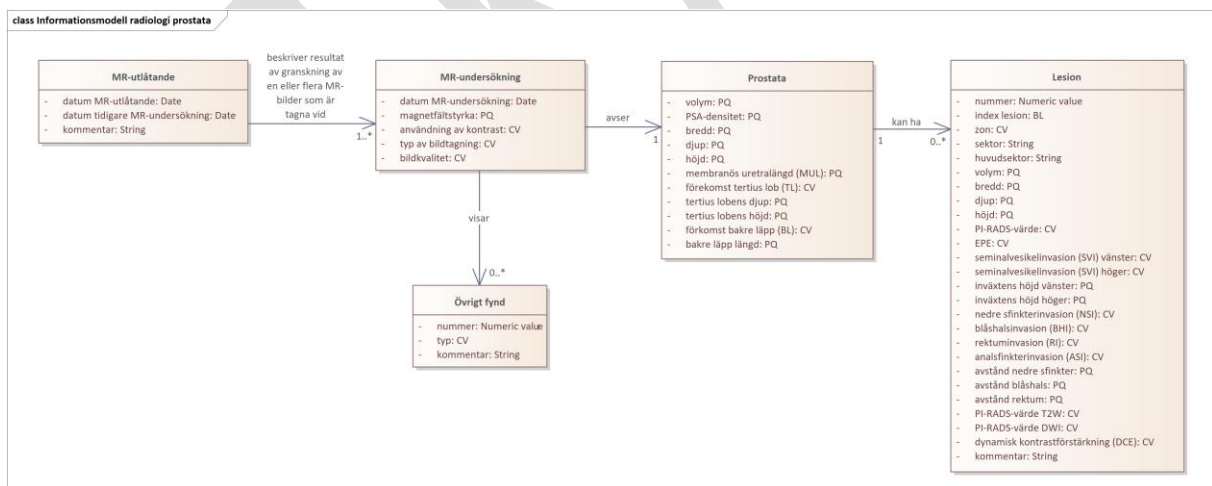 class Informationsmodell radiologi prostata
MR-utlåtande
- datum MR-utlåtande: Date
- datum tidigare MR-undersökning: Date
- kommentar: String
beskriver resultat
av granskning av
en eller flera MR-
bilder som är
tagna vid
1..*
MR-undersökning
- datum MR-undersökning: Date
- magnetfältstyrka: PQ
- användning av kontrast: CV
- typ av bildtagning: CV
- bildkvalitet: CV
avser
1
Prostata
- volym: PQ
- PSA-densitet: PQ
- bredd: PQ
- djup: PQ
- höjd: PQ
- membranös uretralängd (MUL): PQ
- förekomst tertius lob (TL): CV
- tertius lobens djup: PQ
- tertius lobens höjd: PQ
- förkomst bakre läpp (BL): CV
- bakre läpp längd: PQ
kan ha
1
0..*
Lesion
- nummer: Numeric value
- index lesion: BL
- zon: CV
- sektor: String
- huvudsektor: String
- volym: PQ
- bredd: PQ
- djup: PQ
- höjd: PQ
- PI-RADS-värde: CV
- EPE: CV
- seminalvesikelinvasion (SVI) vänster: CV
- seminalvesikelinvasion (SVI) höger: CV
- inväxtens höjd vänster: PQ
- inväxtens höjd höger: PQ
- nedre sfinkterinvasion (NSI): CV
- blåshalsinvasion (BHI): CV
- rektuminvasion (RI): CV
- analsfinkterinvasion (ASI): CV
- avstånd nedre sfinkter: PQ
- avstånd blåshals: PQ
- avstånd rektum: PQ
- PI-RADS-värde T2W: CV
- PI-RADS-värde DWI: CV
- dynamisk kontrastförstärkning (DCE): CV
- kommentar: String
visar
0..*
Övrigt fynd
- nummer: Numeric value
- typ: CV
- kommentar: String